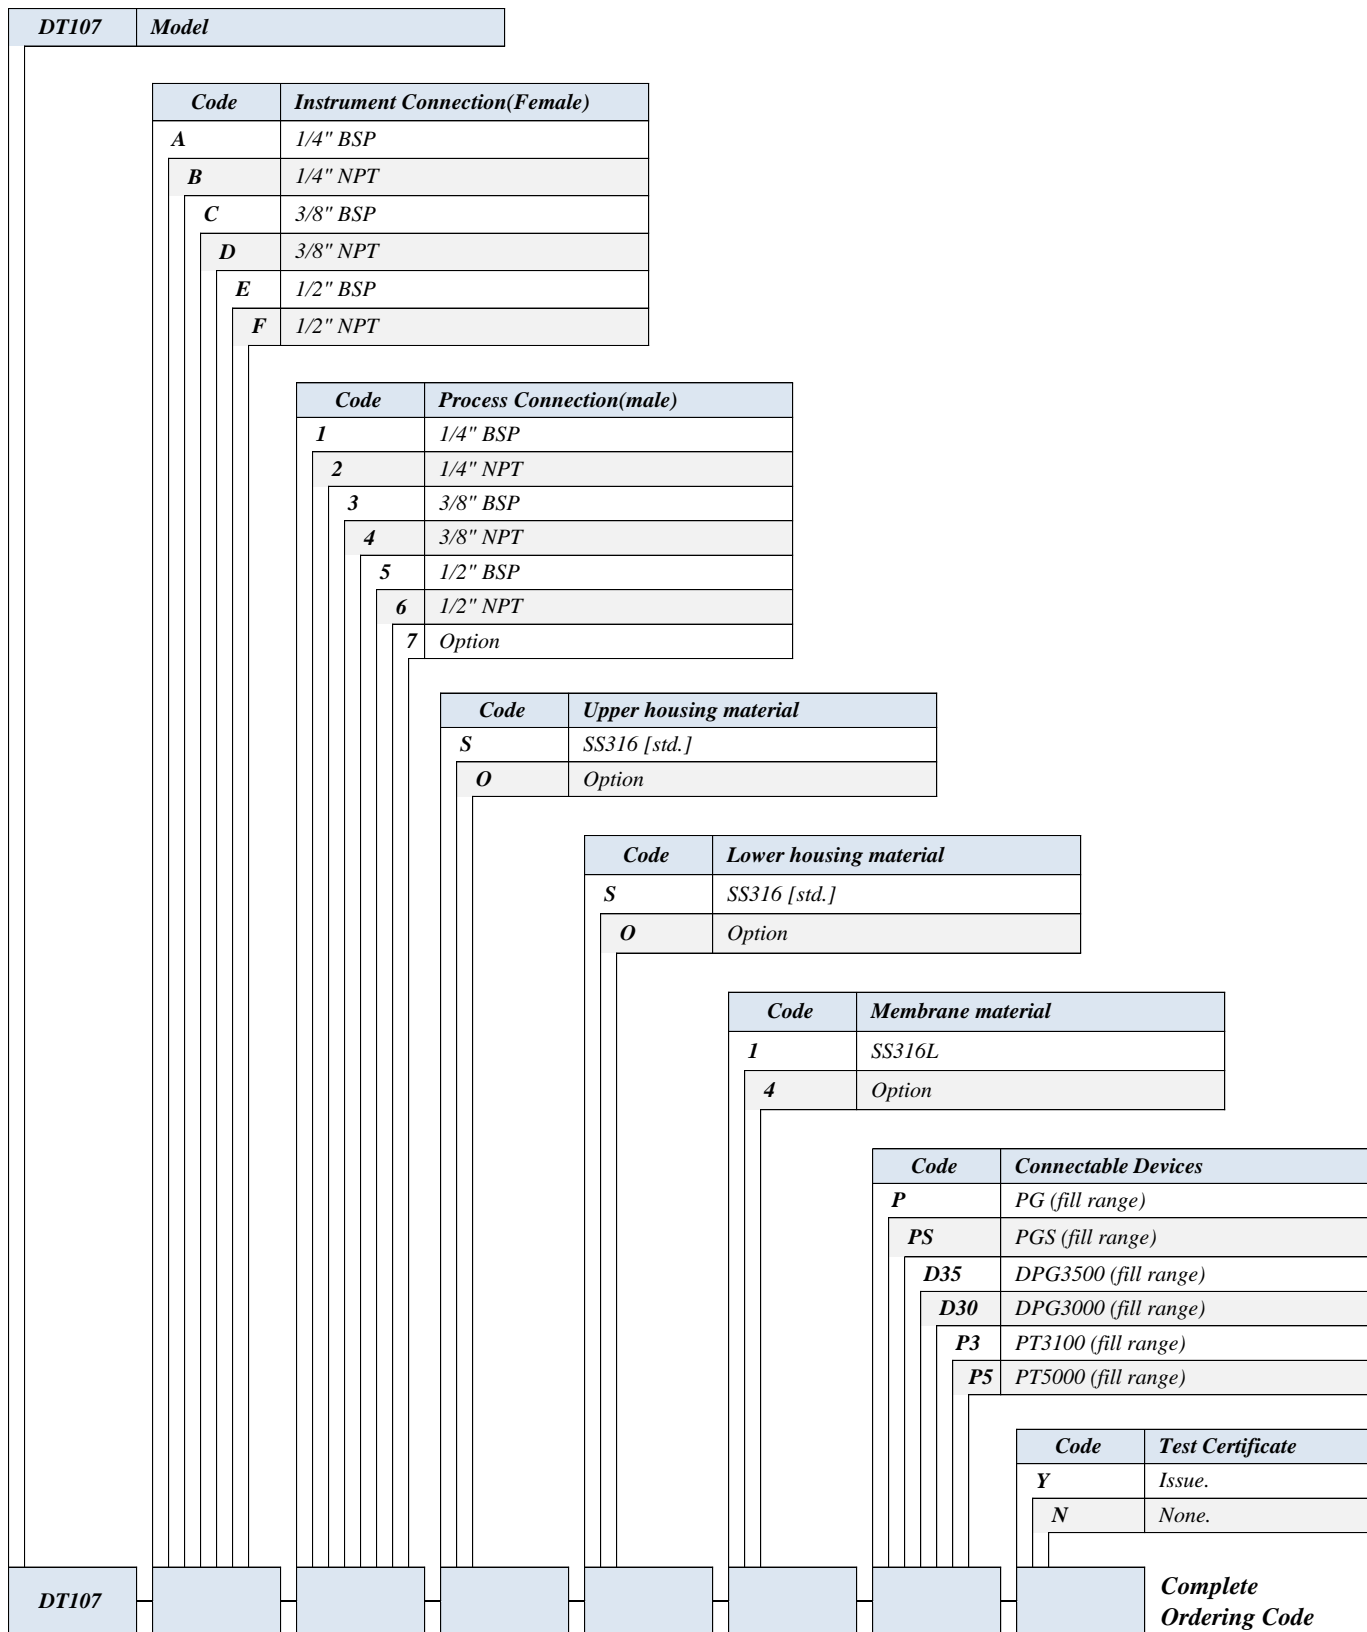 DT107 Model
Code Instrument Connection(Female)
A 1/4" BSP
B 1/4" NPT
C 3/8" BSP
D 3/8" NPT
E 1/2" BSP
F 1/2" NPT
Code Process Connection(male)
1 1/4" BSP
2 1/4" NPT
3 3/8" BSP
4 3/8" NPT
5 1/2" BSP
6 1/2" NPT
7 Option
Code Upper housing material
S SS316 [std.]
O Option
Code Lower housing material
S SS316 [std.]
O Option
Code Membrane material
1 SS316L
4 Option
Code Connectable Devices
P PG (fill range)
PS PGS (fill range)
D35 DPG3500 (fill range)
D30 DPG3000 (fill range)
P3 PT3100 (fill range)
P5 PT5000 (fill range)
Code Test Certificate
Y Issue.
N None.
DT107
Complete
Ordering Code